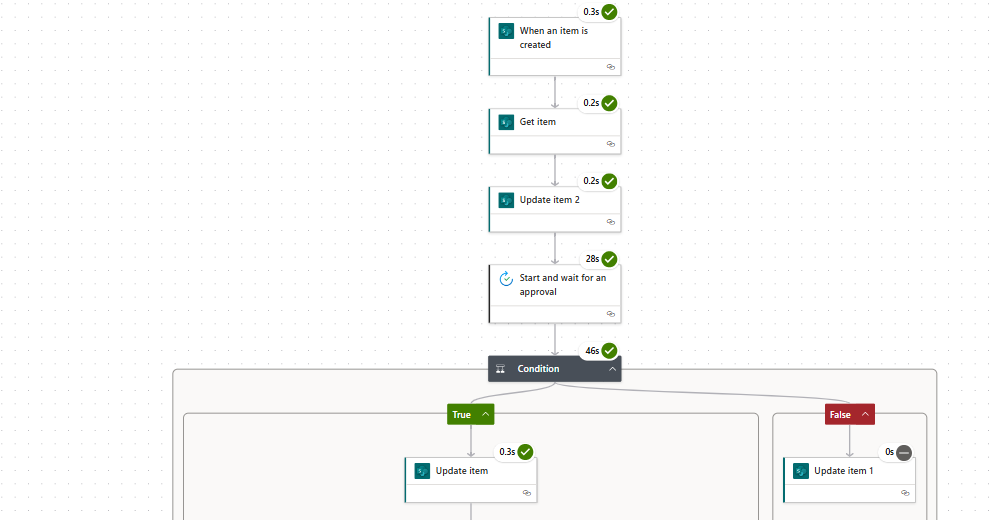 0.3s
When an item is
created
0.2s
Get item
0.2s
Update item 2
28s
Start and wait for an
approval
46s
Condition
True
False
0.3s
Update item
0s
Update item 1